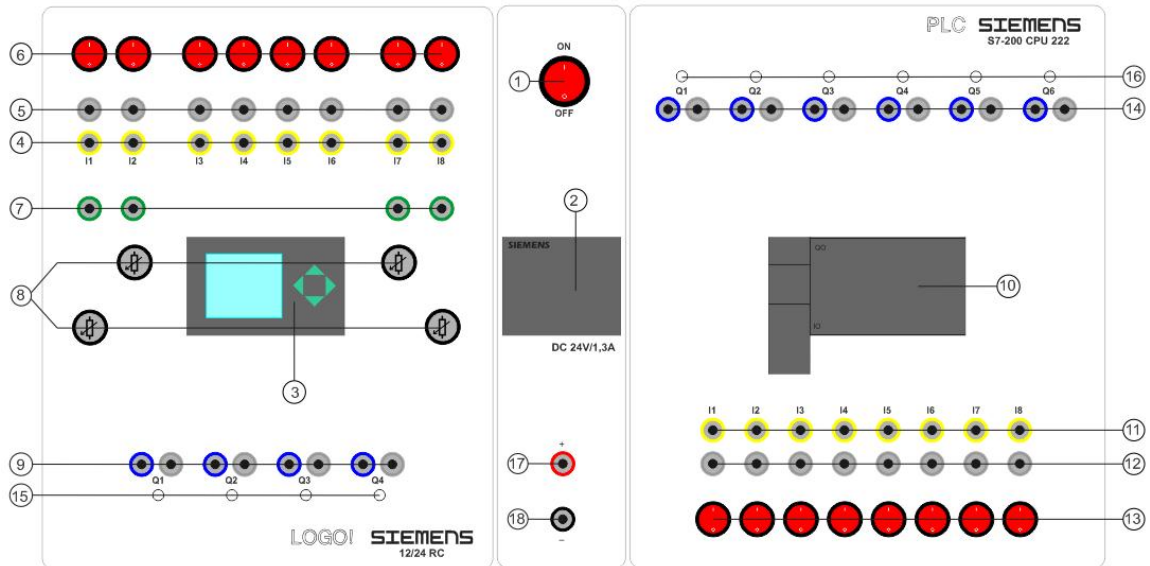 ON
OFF
1
2
SIEMENS
DC 24V/1,3A
+
17
18
−
6
5
4
I1 I2 I3 I4 I5 I6 I7 I8
7
8
3
9
Q1 Q2 Q3 Q4
15
LOGO! SIEMENS
12/24 RC
PLC SIEMENS
S7-200 CPU 222
16
Q1 Q2 Q3 Q4 Q5 Q6
14
QO
10
IO
I1 I2 I3 I4 I5 I6 I7 I8
11
12
13